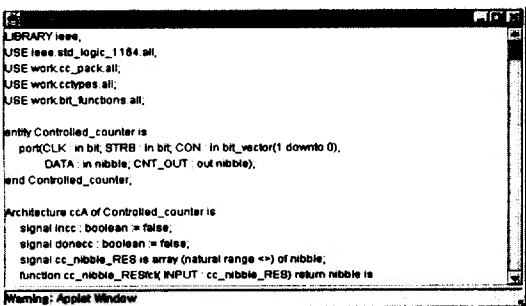 LIBRARY ieee;
USE ieee.std_logic_1164.all;
USE work.cc_pack.all;
USE work.cctypes.all;
USE work.bit_functions.all;
entity Controlled_counter is
port(CLK : in bit; STRB : in bit; CON : in bit_vector(1 downto 0);
DATA : in nibble; CNT_OUT : out nibble);
end Controlled_counter;
Architecture ccA of Controlled_counter is
signal incc : boolean := false;
signal donecc : boolean := false;
signal cc_nibble_RES is array (natural range <>) of nibble;
function cc_nibble_RESfct( INPUT : cc_nibble_RES) return nibble is
Warning: Applet Window